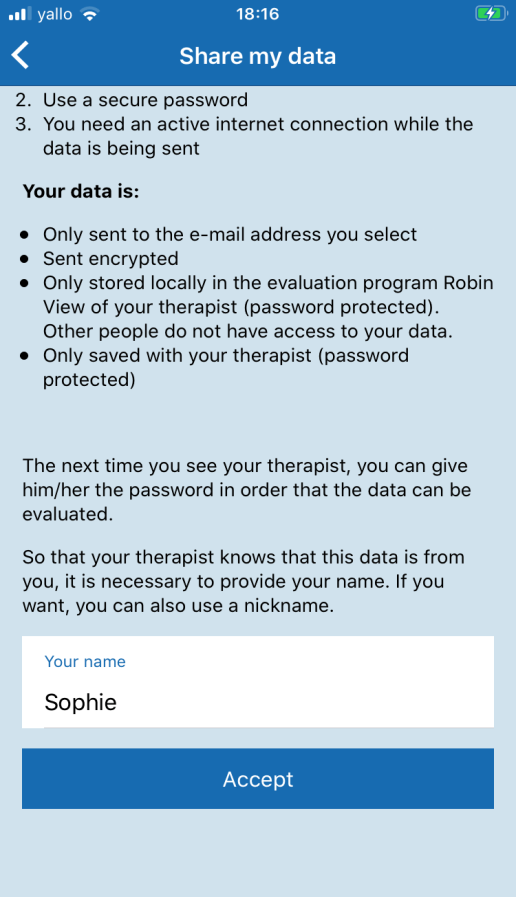 yallo
18:16
Share my data
2. Use a secure password
3. You need an active internet connection while the
data is being sent
Your data is:
• Only sent to the e-mail address you select
• Sent encrypted
• Only stored locally in the evaluation program Robin
View of your therapist (password protected).
Other people do not have access to your data.
• Only saved with your therapist (password
protected)
The next time you see your therapist, you can give
him/her the password in order that the data can be
evaluated.
So that your therapist knows that this data is from
you, it is necessary to provide your name. If you
want, you can also use a nickname.
Your name
Sophie
Accept